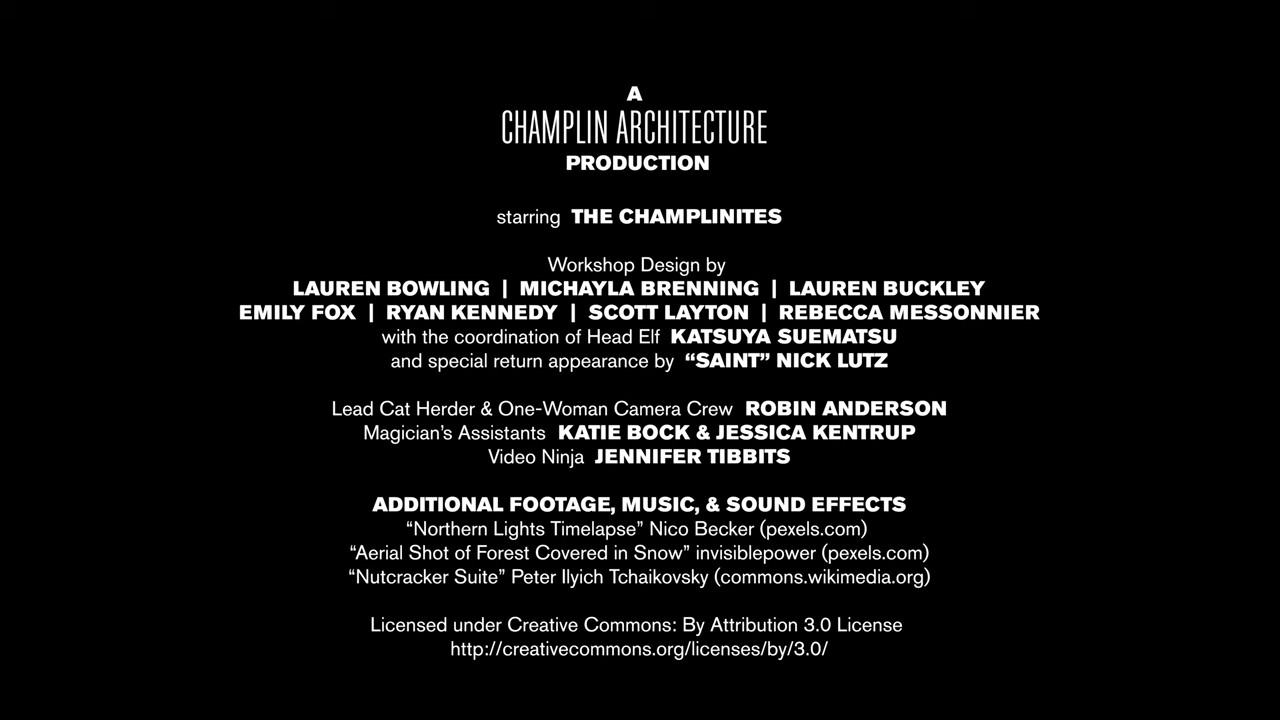 A
CHAMPLIN ARCHITECTURE
PRODUCTION
starring THE CHAMPLINITES
Workshop Design by
LAUREN BOWLING | MICHAYLA BRENNING | LAUREN BUCKLEY
EMILY FOX | RYAN KENNEDY | SCOTT LAYTON | REBECCA MESSONNIER
with the coordination of Head Elf KATSUYA SUEMATSU
and special return appearance by “SAINT” NICK LUTZ
Lead Cat Herder & One-Woman Camera Crew ROBIN ANDERSON
Magician’s Assistants KATIE BOCK & JESSICA KENTRUP
Video Ninja JENNIFER TIBBITS
ADDITIONAL FOOTAGE, MUSIC, & SOUND EFFECTS
“Northern Lights Timelapse” Nico Becker (pexels.com)
“Aerial Shot of Forest Covered in Snow” invisiblepower (pexels.com)
“Nutcracker Suite” Peter Ilyich Tchaikovsky (commons.wikimedia.org)
Licensed under Creative Commons: By Attribution 3.0 License
http://creativecommons.org/licenses/by/3.0/